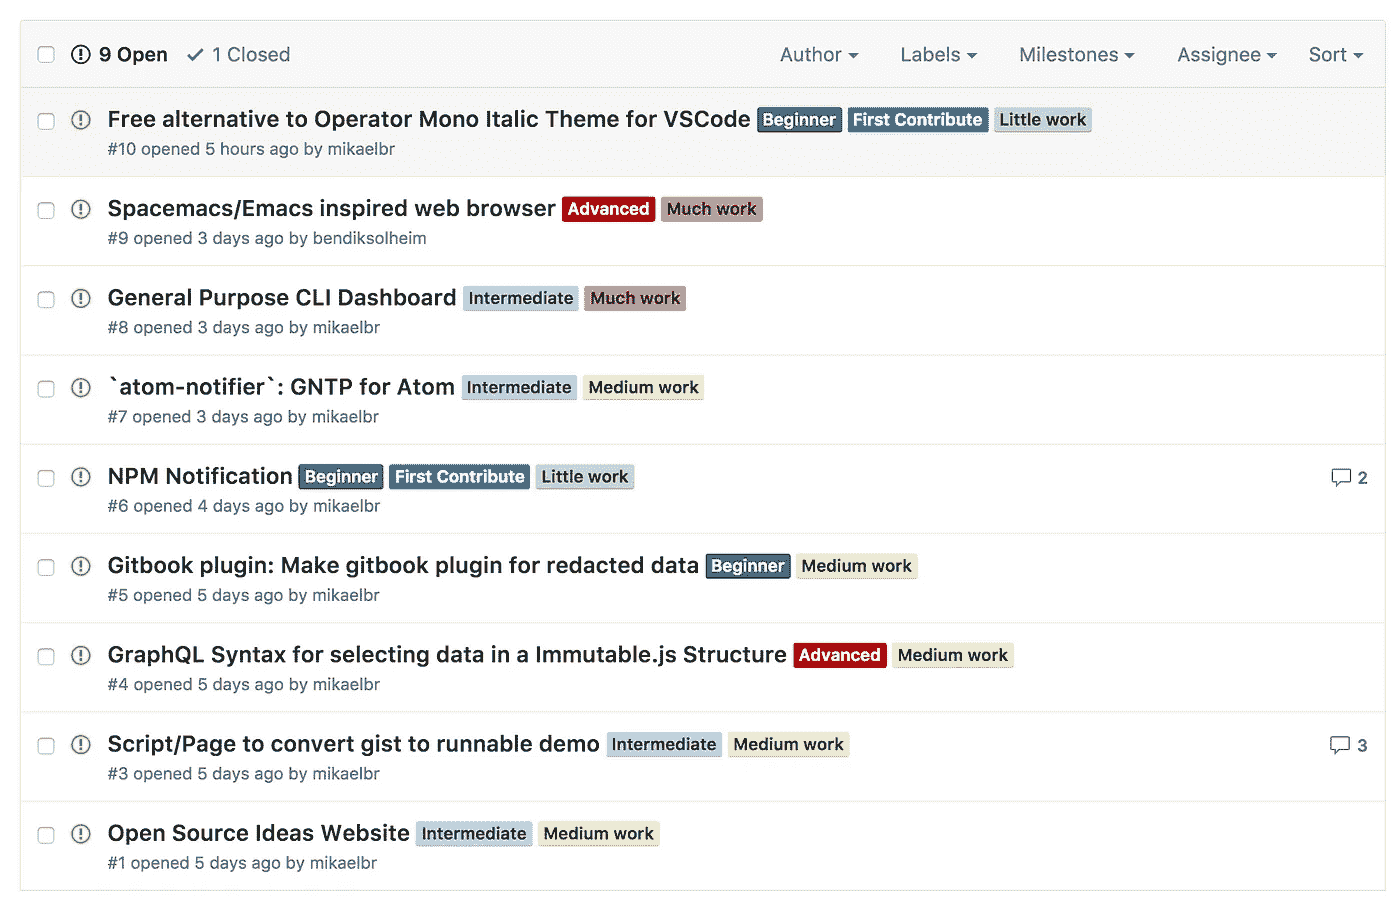 9 Open 1 Closed Author Labels Milestones Assignee Sort
Free alternative to Operator Mono Italic Theme for VSCode Beginner First Contribute Little work
#10 opened 5 hours ago by mikaelbr
Spacemacs/Emacs inspired web browser Advanced Much work
#9 opened 3 days ago by bendiksolheim
General Purpose CLI Dashboard Intermediate Much work
#8 opened 3 days ago by mikaelbr
`atom-notifier`: GNTP for Atom Intermediate Medium work
#7 opened 3 days ago by mikaelbr
NPM Notification Beginner First Contribute Little work 2
#6 opened 4 days ago by mikaelbr
Gitbook plugin: Make gitbook plugin for redacted data Beginner Medium work
#5 opened 5 days ago by mikaelbr
GraphQL Syntax for selecting data in a Immutable.js Structure Advanced Medium work
#4 opened 5 days ago by mikaelbr
Script/Page to convert gist to runnable demo Intermediate Medium work 3
#3 opened 5 days ago by mikaelbr
Open Source Ideas Website Intermediate Medium work
#1 opened 5 days ago by mikaelbr